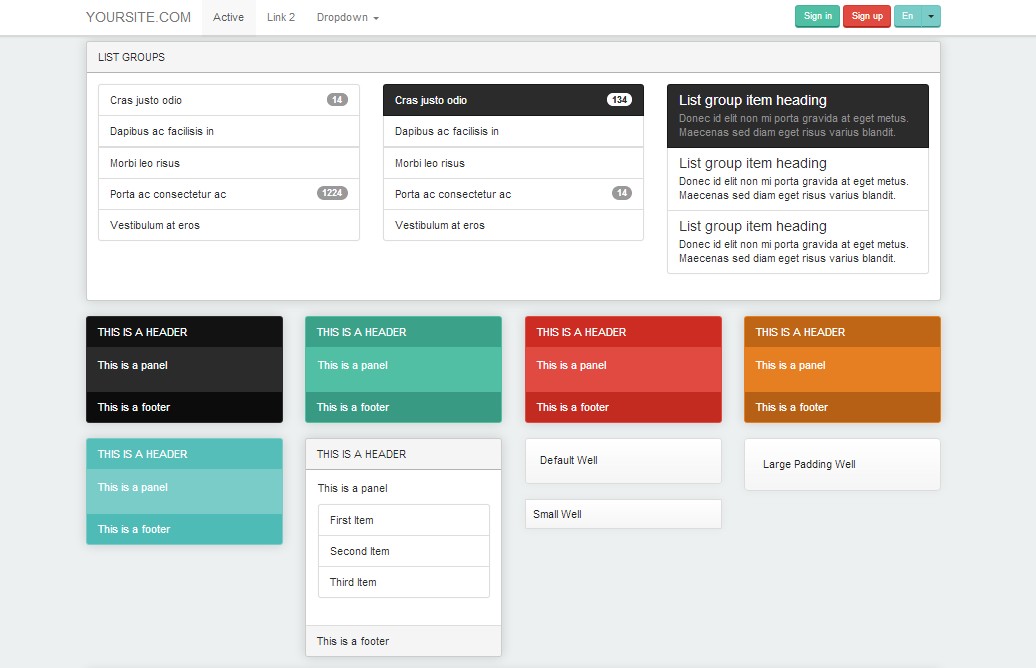 YOURSITE.COM Active Link 2 Dropdown Sign in Sign up En
LIST GROUPS
Cras justo odio 14
Dapibus ac facilisis in
Morbi leo risus
Porta ac consectetur ac 1224
Vestibulum at eros
Cras justo odio 134
Dapibus ac facilisis in
Morbi leo risus
Porta ac consectetur ac 14
Vestibulum at eros
List group item heading
Donec id elit non mi porta gravida at eget metus.
Maecenas sed diam eget risus varius blandit.
List group item heading
Donec id elit non mi porta gravida at eget metus.
Maecenas sed diam eget risus varius blandit.
List group item heading
Donec id elit non mi porta gravida at eget metus.
Maecenas sed diam eget risus varius blandit.
THIS IS A HEADER
This is a panel
This is a footer
THIS IS A HEADER
This is a panel
This is a footer
THIS IS A HEADER
This is a panel
This is a footer
THIS IS A HEADER
This is a panel
This is a footer
THIS IS A HEADER
This is a panel
This is a footer
THIS IS A HEADER
This is a panel
First Item
Second Item
Third Item
This is a footer
Default Well
Small Well
Large Padding Well